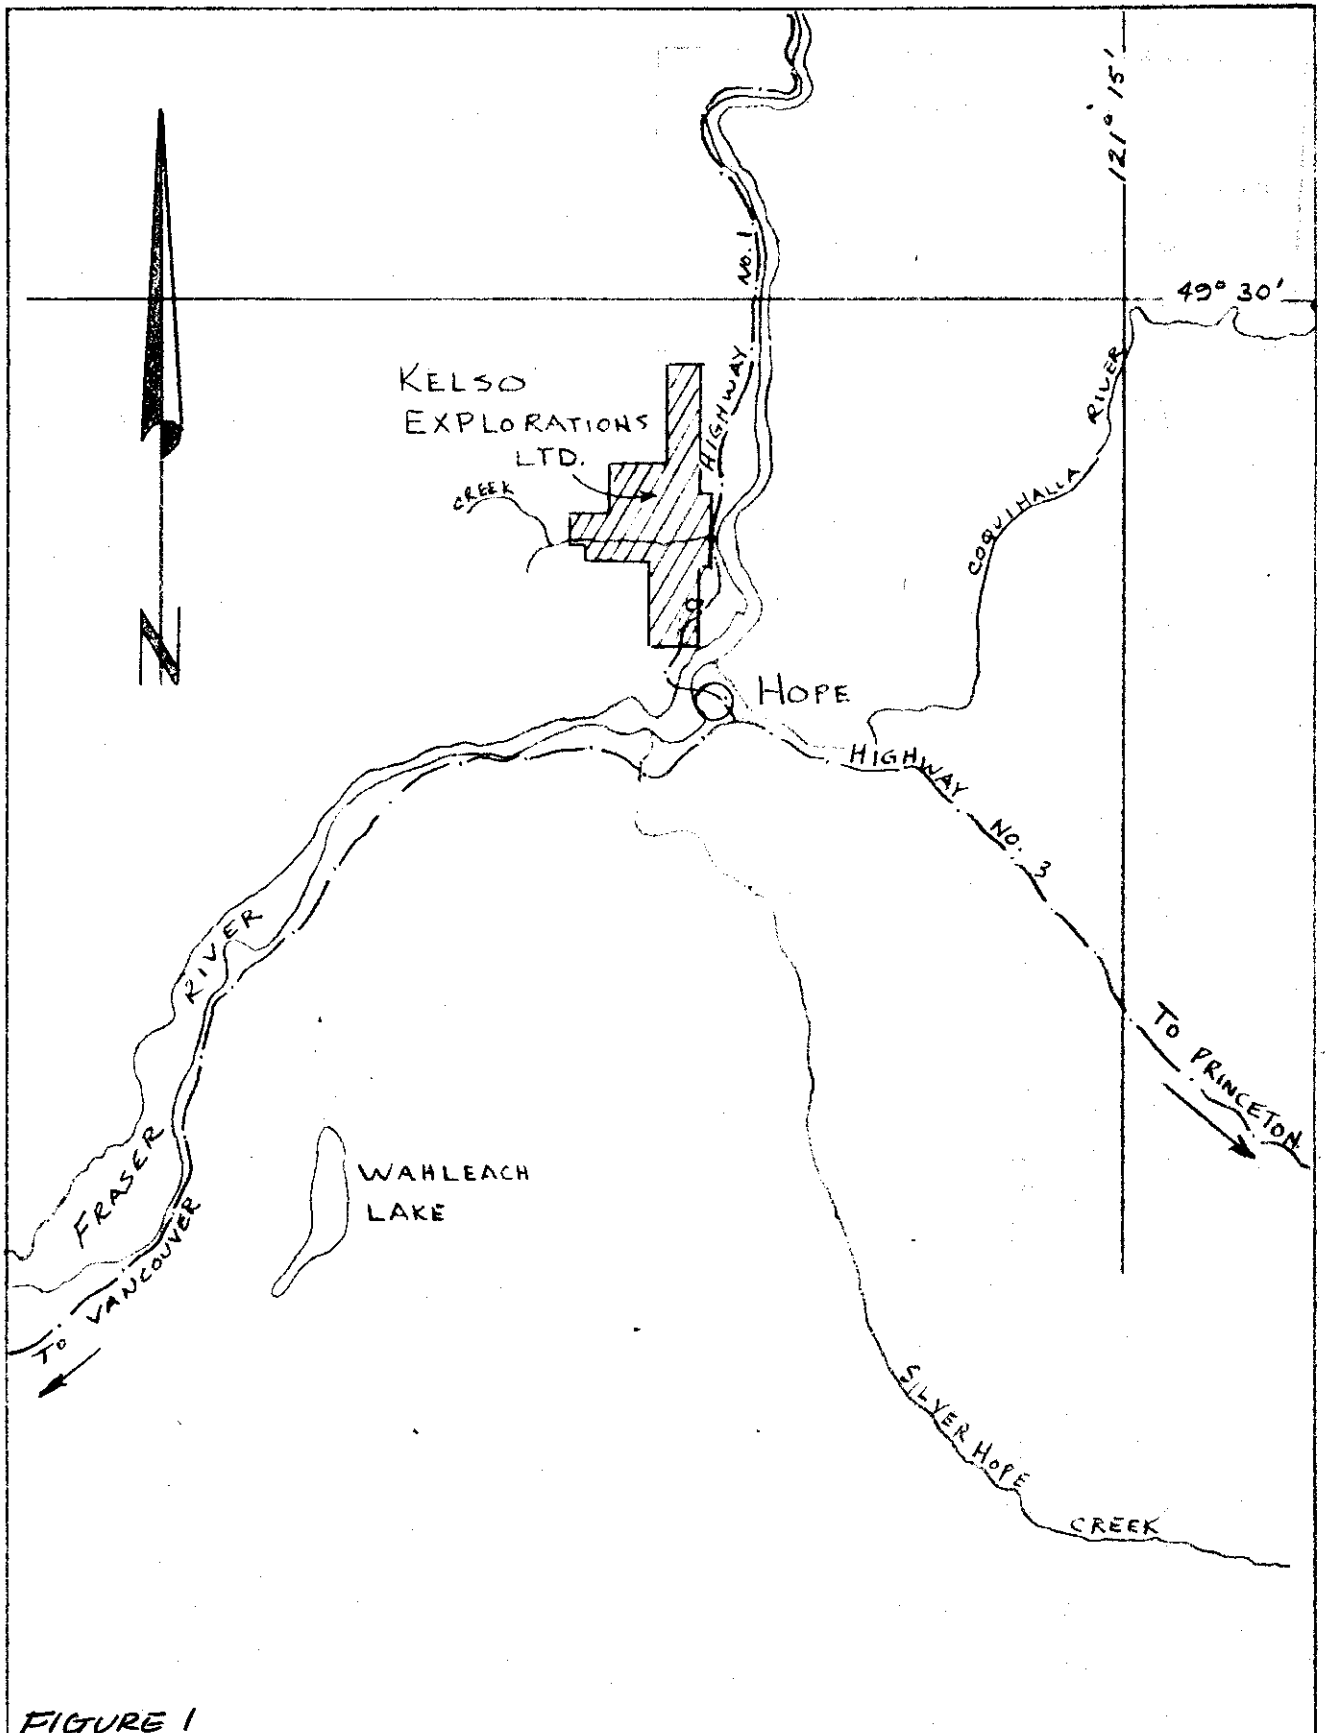 121° 15'
No. 1
HIGHWAY
49° 30'
KELSO
EXPLORATIONS
LTD.
CREEK
RIVER
COQUIHALLA
N
HOPE
HIGHWAY
NO. 3
RIVER
FRASER
TO PRINCETON
WAHLEACH
LAKE
TO VANCOUVER
SILVER HOPE
CREEK
FIGURE 1